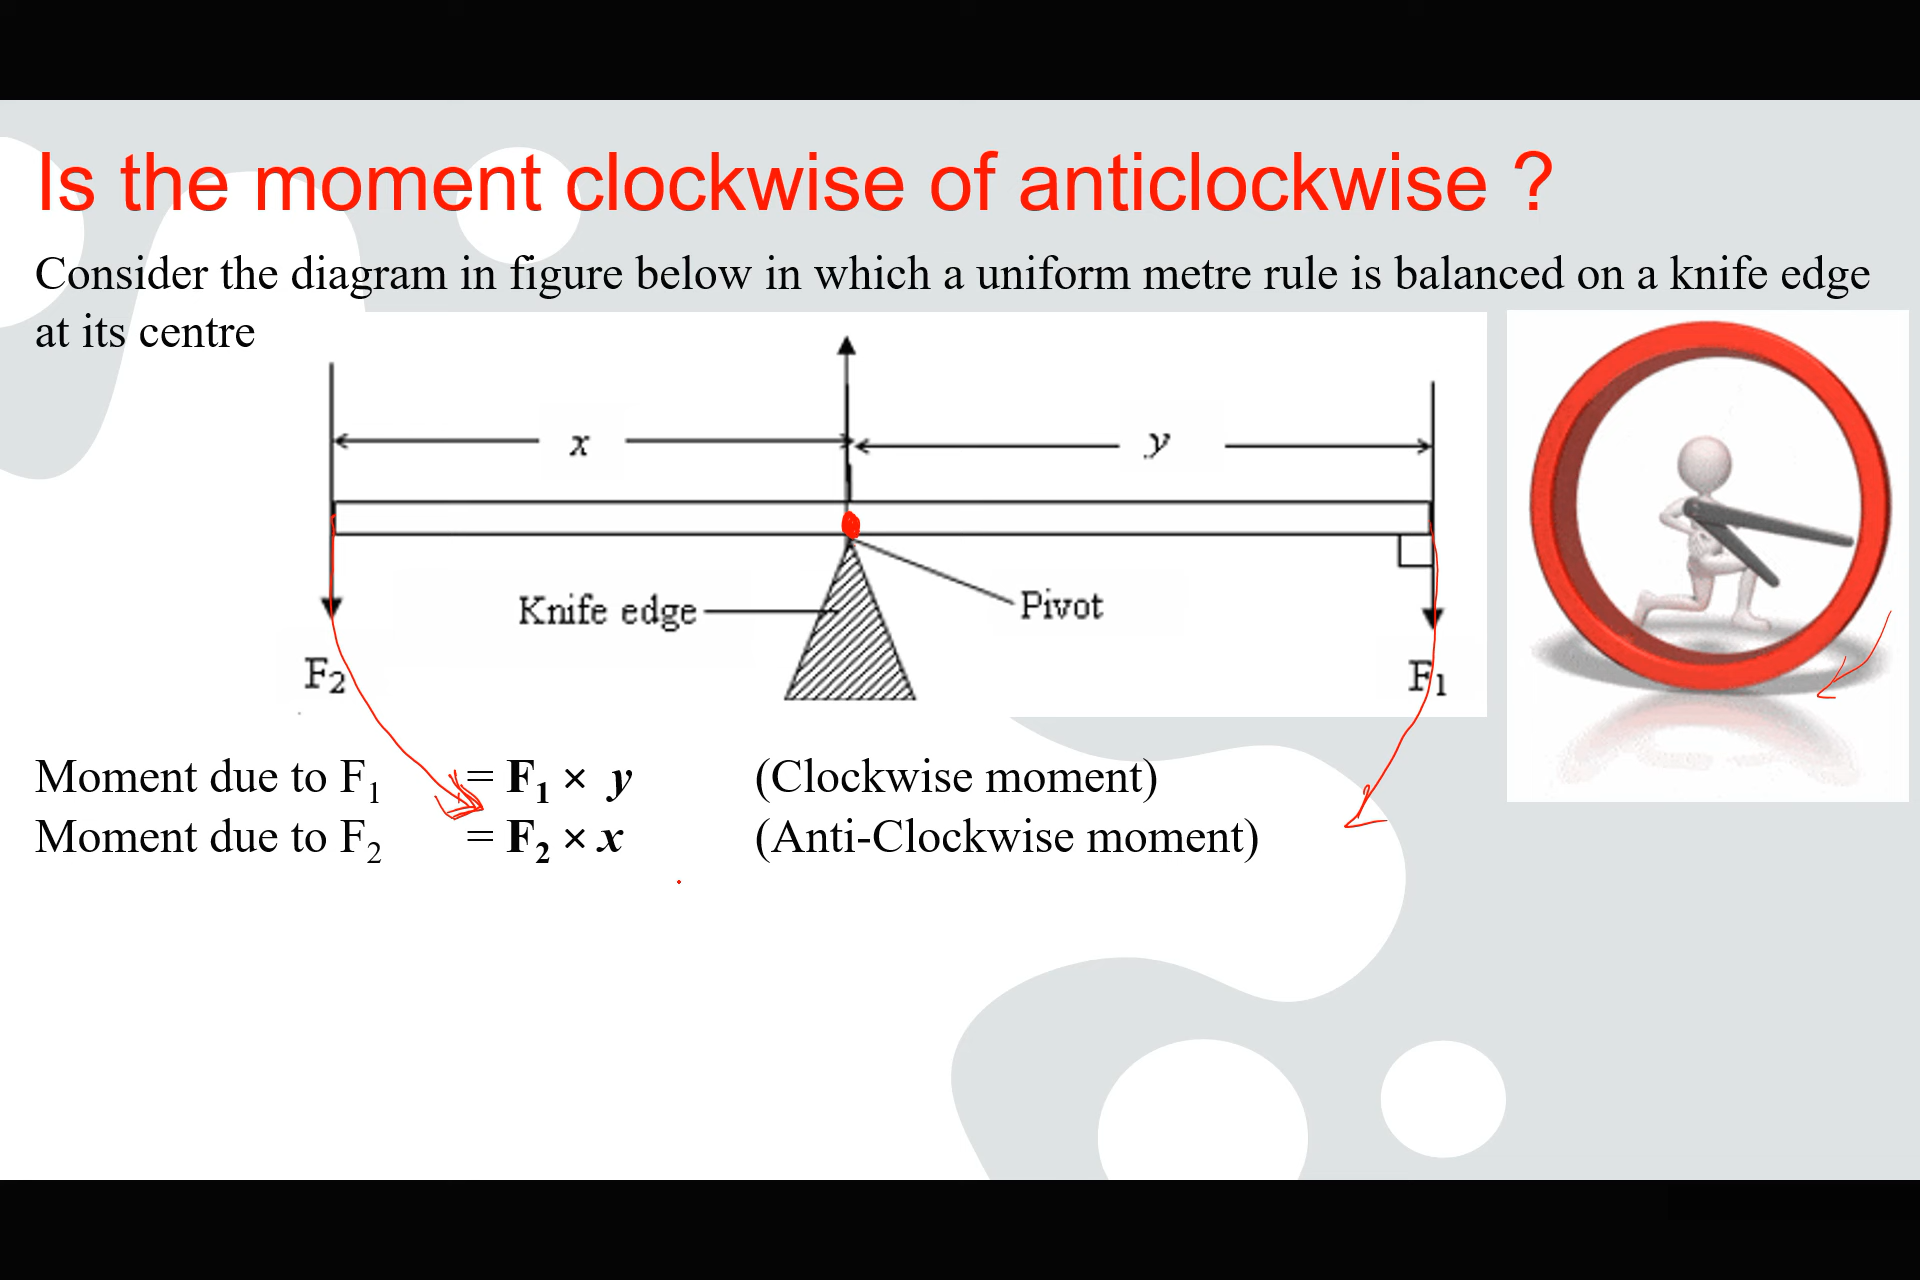 Is the moment clockwise of anticlockwise ?
Consider the diagram in figure below in which a uniform metre rule is balanced on a knife edge
at its centre
x
y
Knife edge
Pivot
F2
F1
Moment due to F1 = F1 × y (Clockwise moment)
Moment due to F2 = F2 × x (Anti-Clockwise moment)